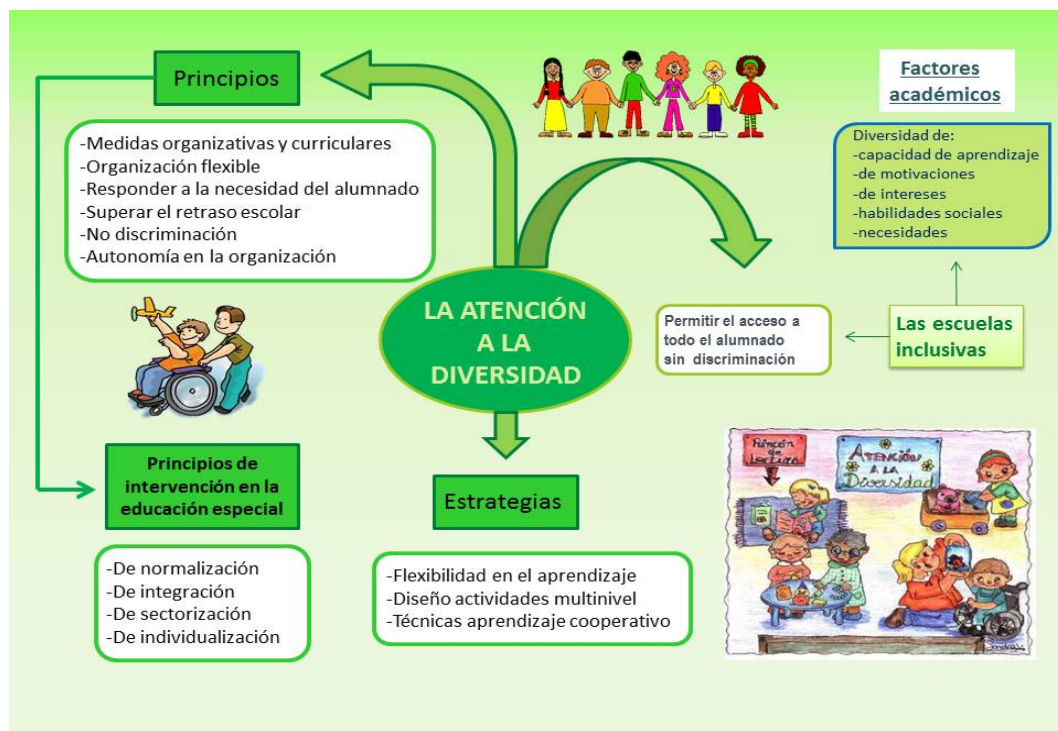 Principios
-Medidas organizativas y curriculares
-Organización flexible
-Responder a la necesidad del alumnado
-Superar el retraso escolar
-No discriminación
-Autonomía en la organización
Factores
académicos
Diversidad de:
-capacidad de aprendizaje
-de motivaciones
-de intereses
-habilidades sociales
-necesidades
LA ATENCIÓN
A LA
DIVERSIDAD
Permitir el acceso a
todo el alumnado
sin discriminación
Las escuelas
inclusivas
Principios de
intervención en la
educación especial
-De normalización
-De integración
-De sectorización
-De individualización
Estrategias
-Flexibilidad en el aprendizaje
-Diseño actividades multinivel
-Técnicas aprendizaje cooperativo
Rincón
de
Lectura
ATENCIÓN
A LA
Diversidad